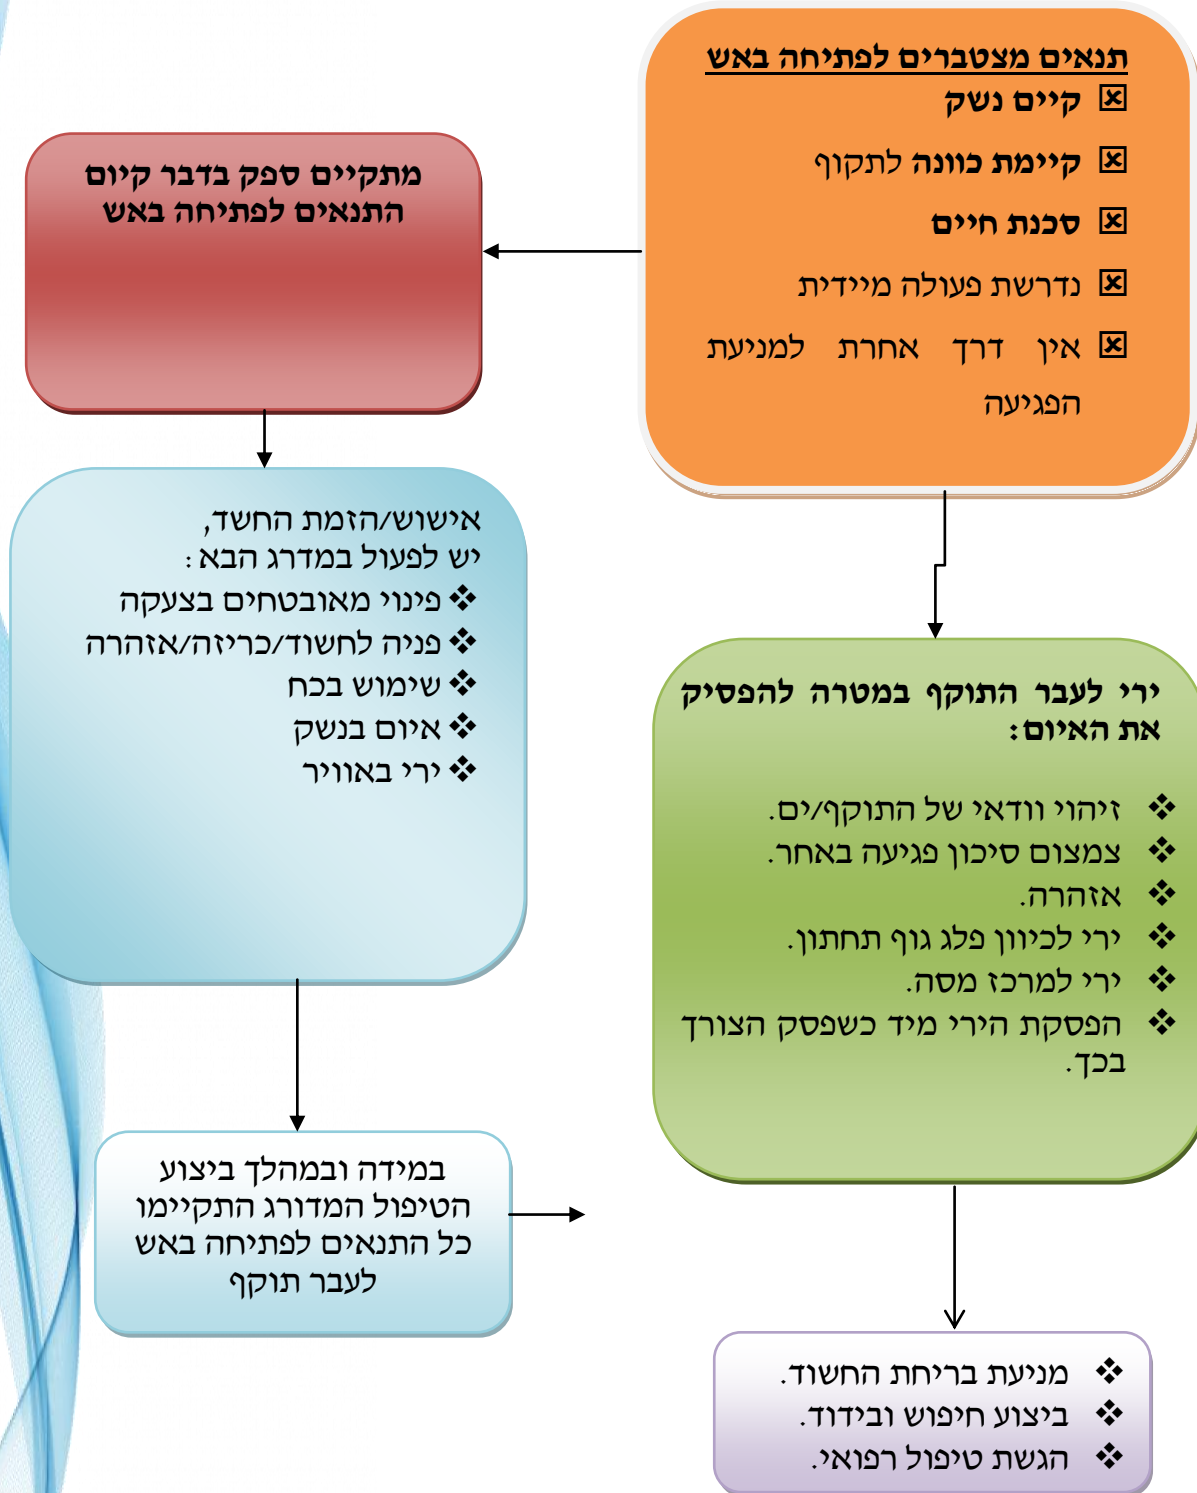 תנאים מצטברים לפתיחה באש
קיים נשק
קיימת כוונה לתקוף
סכנת חיים
נדרשת פעולה מיידית
אין דרך אחרת למניעת
הפגיעה
מתקיים ספק בדבר קיום
התנאים לפתיחה באש
אישוש/הזמת החשד,
יש לפעול במדרג הבא:
פינוי מאובטחים בצעקה
פניה לחשוד/כריזה/אזהרה
שימוש בכח
איום בנשק
ירי באוויר
ירי לעבר התוקף במטרה להפסיק
את האיום:
זיהוי וודאי של התוקף/ים.
צמצום סיכון פגיעה באחר.
אזהרה.
ירי לכיוון פלג גוף תחתון.
ירי למרכז מסה.
הפסקת הירי מיד כשפסק הצורך
בכך.
במידה ובמהלך ביצוע
הטיפול המדורג התקיימו
כל התנאים לפתיחה באש
לעבר תוקף
מניעת בריחת החשוד.
ביצוע חיפוש ובידוד.
הגשת טיפול רפואי.